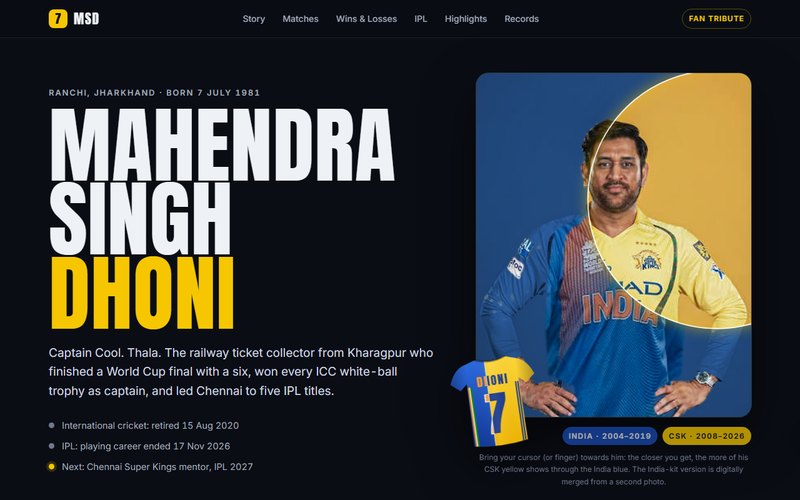 7 MSD
Story Matches Wins & Losses IPL Highlights Records
FAN TRIBUTE
RANCHI, JHARKHAND · BORN 7 JULY 1981
MAHENDRA
SINGH
DHONI
Captain Cool. Thala. The railway ticket collector from Kharagpur who
finished a World Cup final with a six, won every ICC white-ball
trophy as captain, and led Chennai to five IPL titles.
International cricket: retired 15 Aug 2020
IPL: playing career ended 17 Nov 2026
Next: Chennai Super Kings mentor, IPL 2027
KINGS
INDIA
DHONI
7
INDIA · 2004–2019
CSK · 2008–2026
Bring your cursor (or finger) towards him: the closer you get, the more of his
CSK yellow shows through the India blue. The India-kit version is digitally
merged from a second photo.